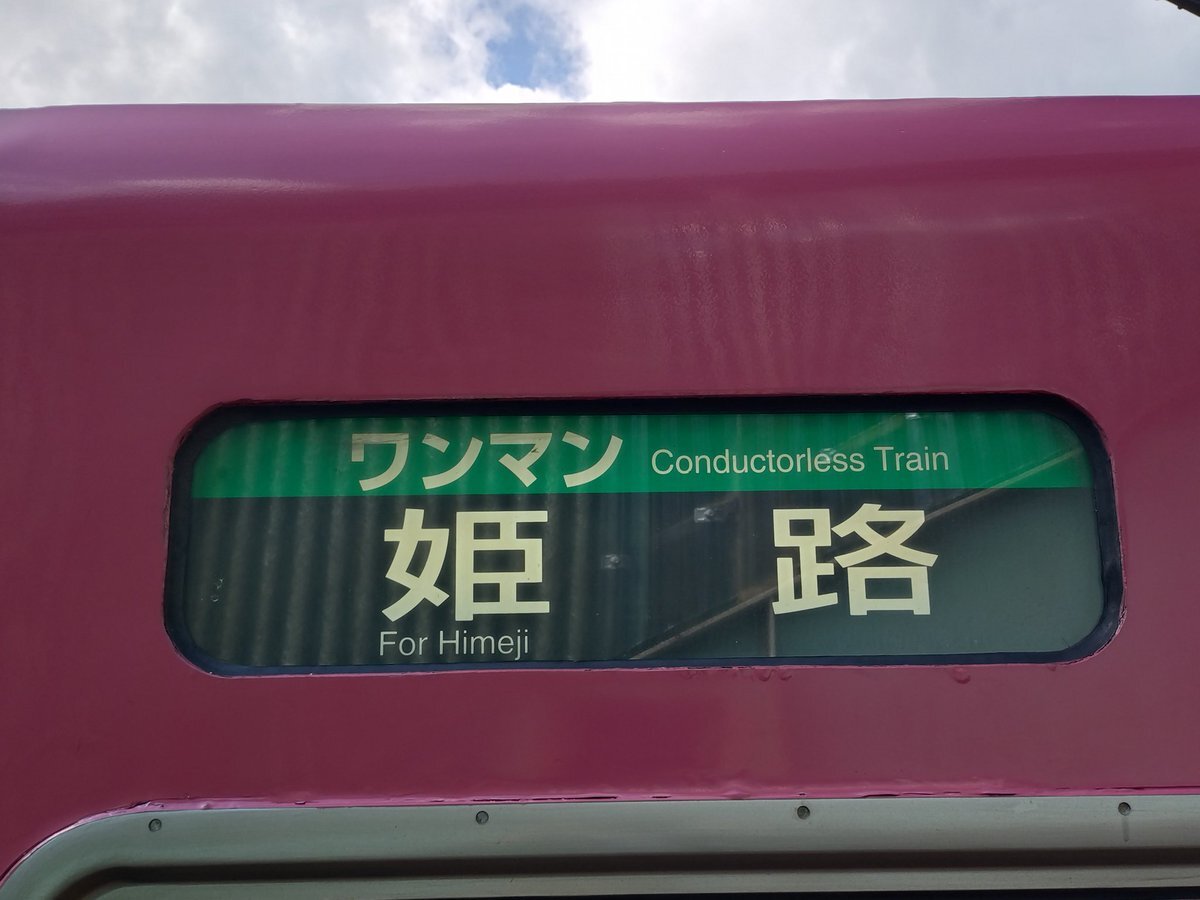 ワンマン Conductorless Train
姫 路
For Himeji